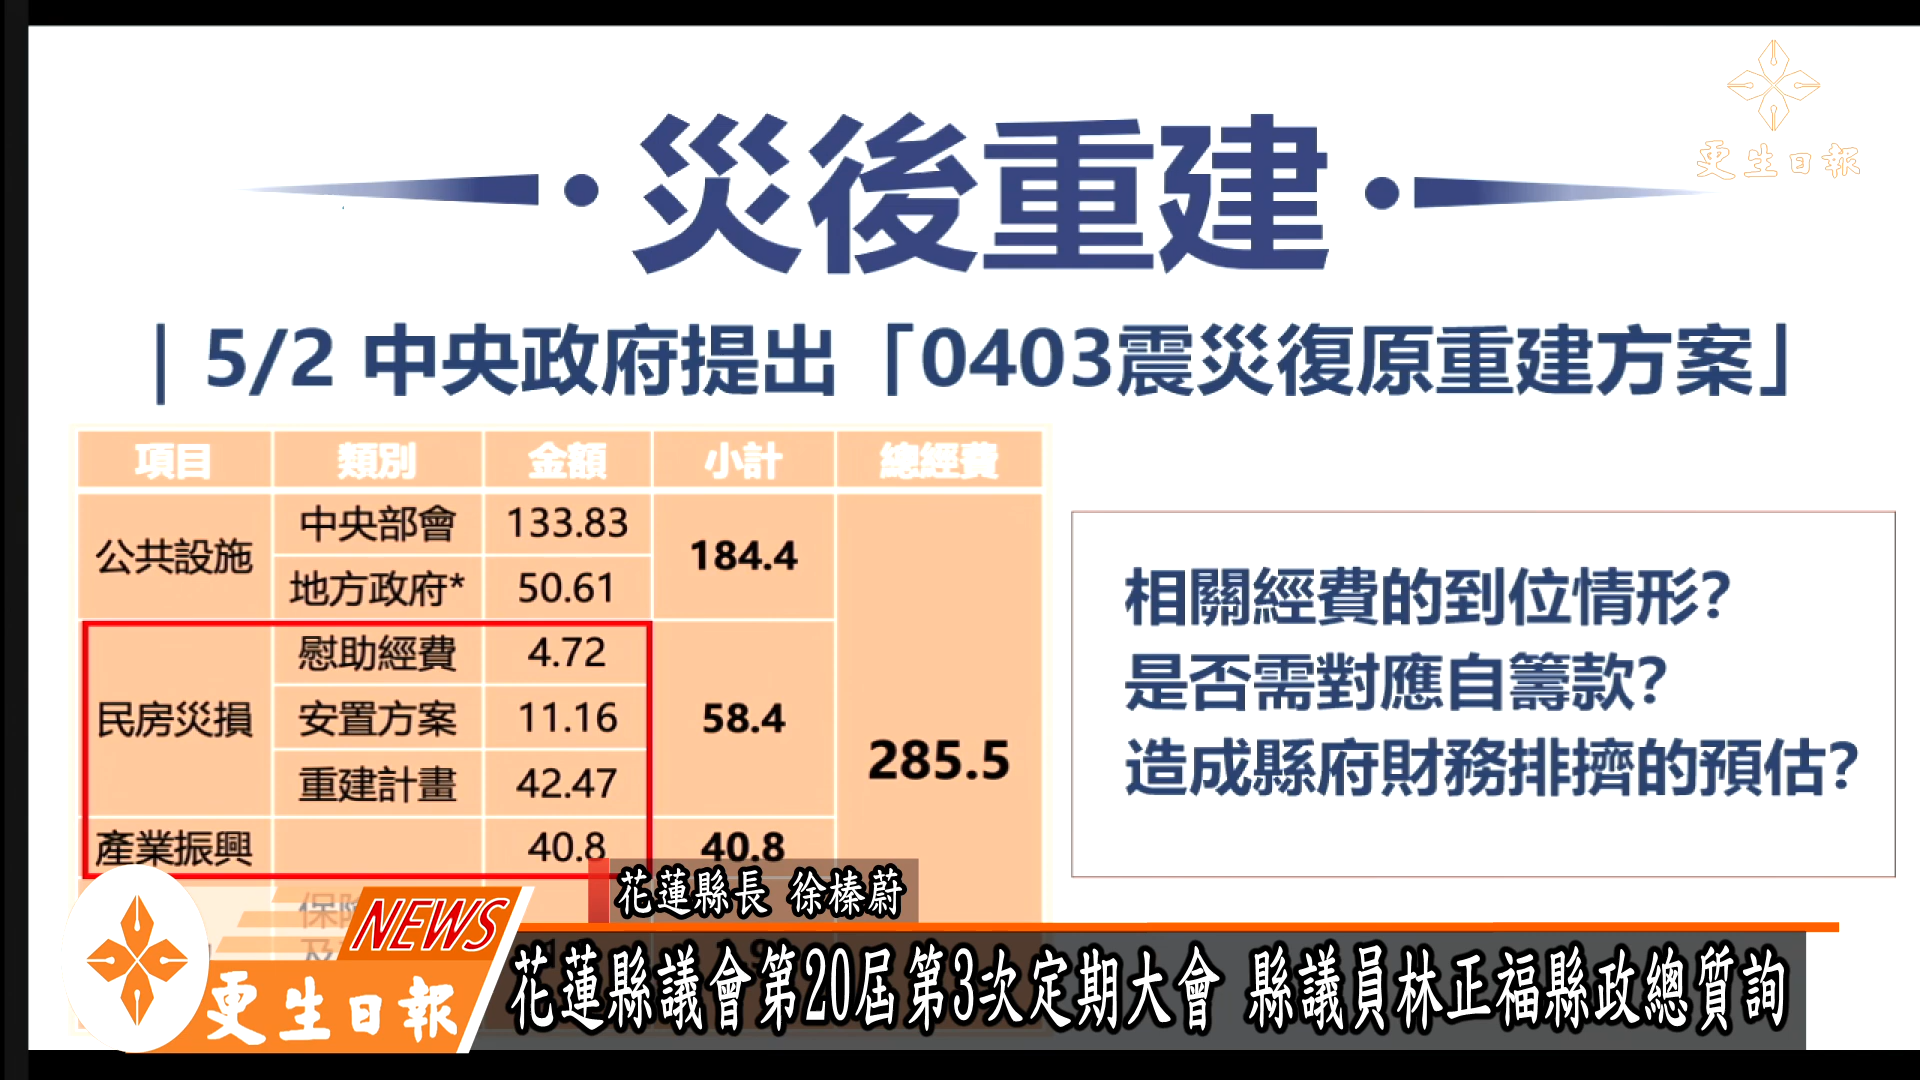 更生日報
災後重建
｜5/2 中央政府提出「0403震災復原重建方案」
項目 類別 金額 小計 總經費
公共設施 中央部會 133.83 184.4 285.5
地方政府* 50.61
民房災損 慰助經費 4.72 58.4
安置方案 11.16
重建計畫 42.47
產業振興 40.8 40.8
相關經費的到位情形?
是否需對應自籌款?
造成縣府財務排擠的預估?
保
及
花蓮縣長 徐榛蔚
NEWS
更生日報
花蓮縣議會第20屆第3次定期大會 縣議員林正福縣政總質詢